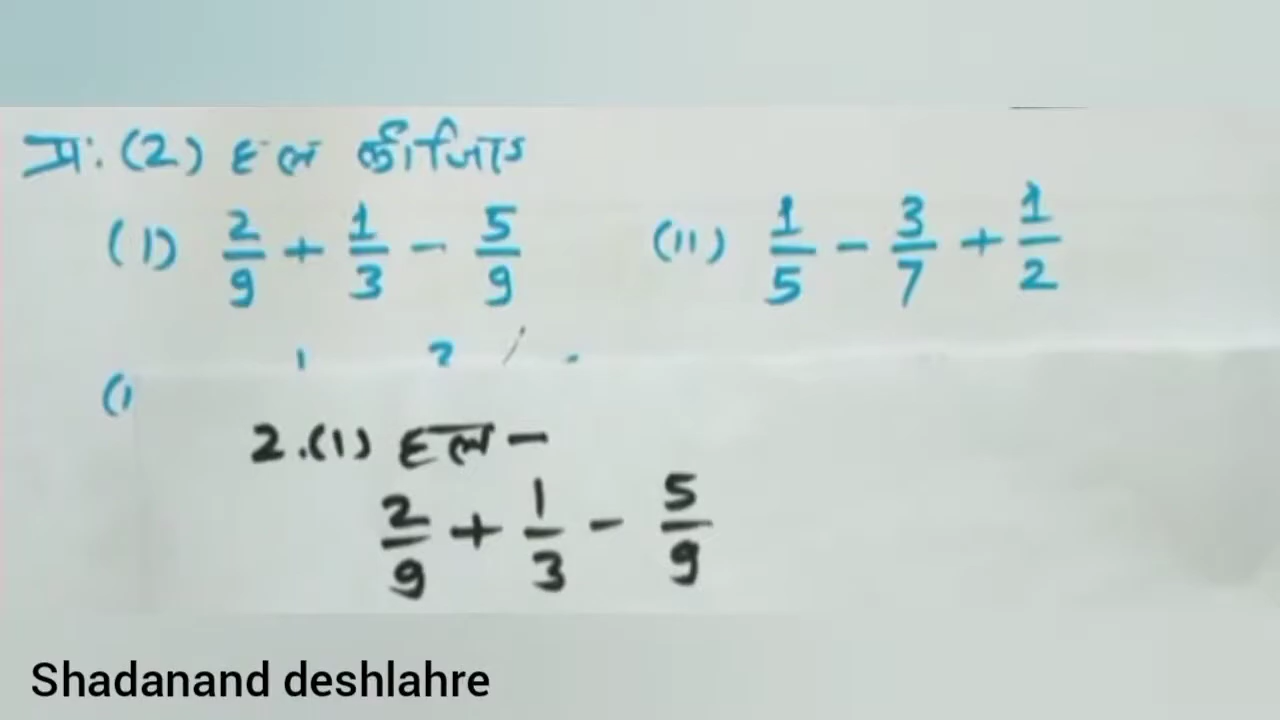 प्र.(2) हल कीजिए
(I) 2/9 + 1/3 - 5/9 (II) 1/5 - 3/7 + 1/2
2.(1) हल -
2/9 + 1/3 - 5/9
Shadanand deshlahre